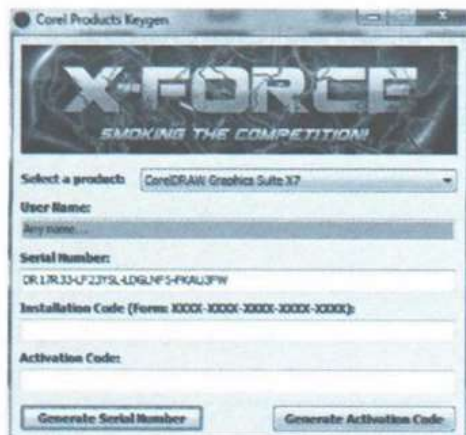 Corel Products Keygen
X-FORCE
SMOKING THE COMPETITION!
Select a product: CorelDRAW Graphics Suite X7
User Name:
Any name...
Serial Number:
Installation Code (Form: XXXX-XXXX-XXXX-XXXX-XXXX):
Activation Code:
Generate Serial Number Generate Activation Code